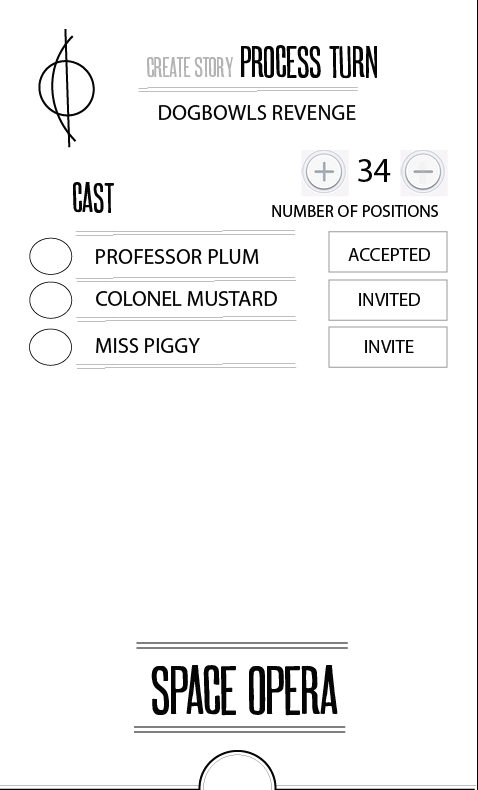 CREATE STORY PROCESS TURN
DOGBOWLS REVENGE
+ 34 −
CAST
NUMBER OF POSITIONS
PROFESSOR PLUM ACCEPTED
COLONEL MUSTARD INVITED
MISS PIGGY INVITE
SPACE OPERA